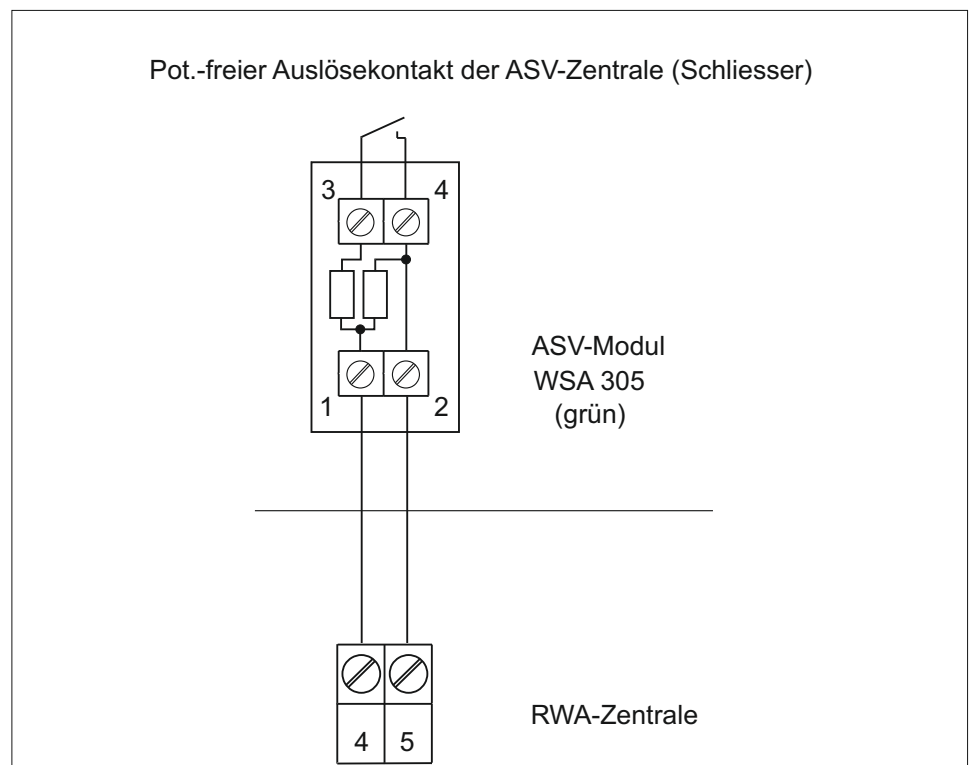 Pot.-freier Auslösekontakt der ASV-Zentrale (Schliesser)
3 4
ASV-Modul
WSA 305
(grün)
1 2
RWA-Zentrale
4 5